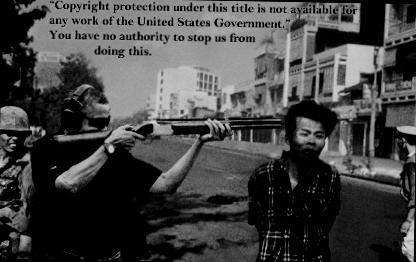 "Copyright protection under this title is not available for
any work of the United States Government."
You have no authority to stop us from
doing this.